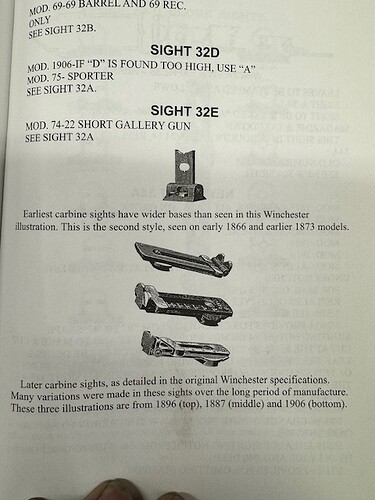 MOD. 69-69 BARREL AND 69 REC.
ONLY
SEE SIGHT 32B.
SIGHT 32D
MOD. 1906-IF “D” IS FOUND TOO HIGH, USE “A”
MOD. 75- SPORTER
SEE SIGHT 32A.
SIGHT 32E
MOD. 74-22 SHORT GALLERY GUN
SEE SIGHT 32A
Earliest carbine sights have wider bases than seen in this Winchester
illustration. This is the second style, seen on early 1866 and earlier 1873 models.
Later carbine sights, as detailed in the original Winchester specifications.
Many variations were made in these sights over the long period of manufacture.
These three illustrations are from 1896 (top), 1887 (middle) and 1906 (bottom).